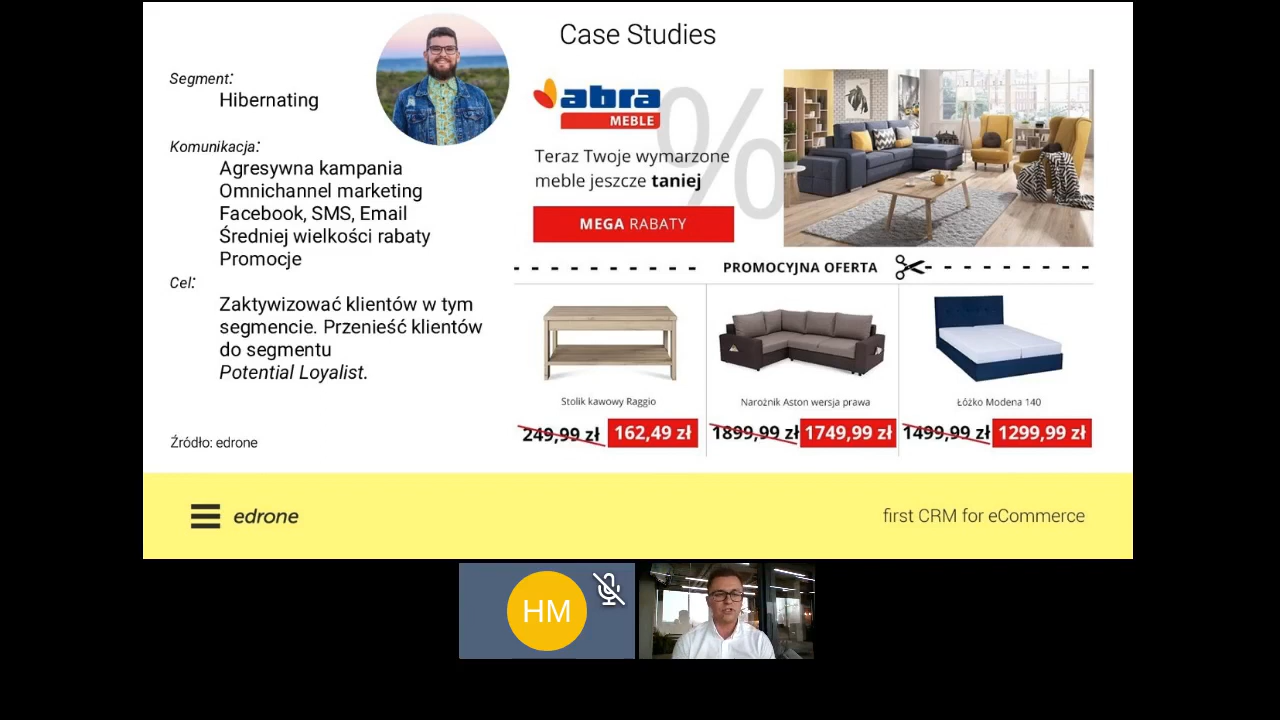 Case Studies
Segment:
Hibernating
Komunikacja:
Agresywna kampania
Omnichannel marketing
Facebook, SMS, Email
Średniej wielkości rabaty
Promocje
Cel:
Zaktywizować klientów w tym
segmencie. Przenieść klientów
do segmentu
Potential Loyalist.
Źródło: edrone
abra
MEBLE
%
Teraz Twoje wymarzone
meble jeszcze taniej
MEGA RABATY
PROMOCYJNA OFERTA
Stolik kawowy Raggio
249,99 zł 162,49 zł
Narożnik Aston wersja prawa
1899,99 zł 1749,99 zł
Łóżko Modena 140
1499,99 zł 1299,99 zł
edrone
first CRM for eCommerce
HM